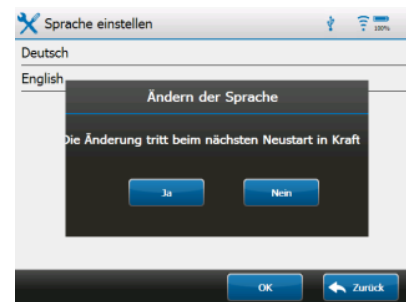 Sprache einstellen
100%
Deutsch
English
Ändern der Sprache
Die Änderung tritt beim nächsten Neustart in Kraft
Ja
Nein
OK
Zurück